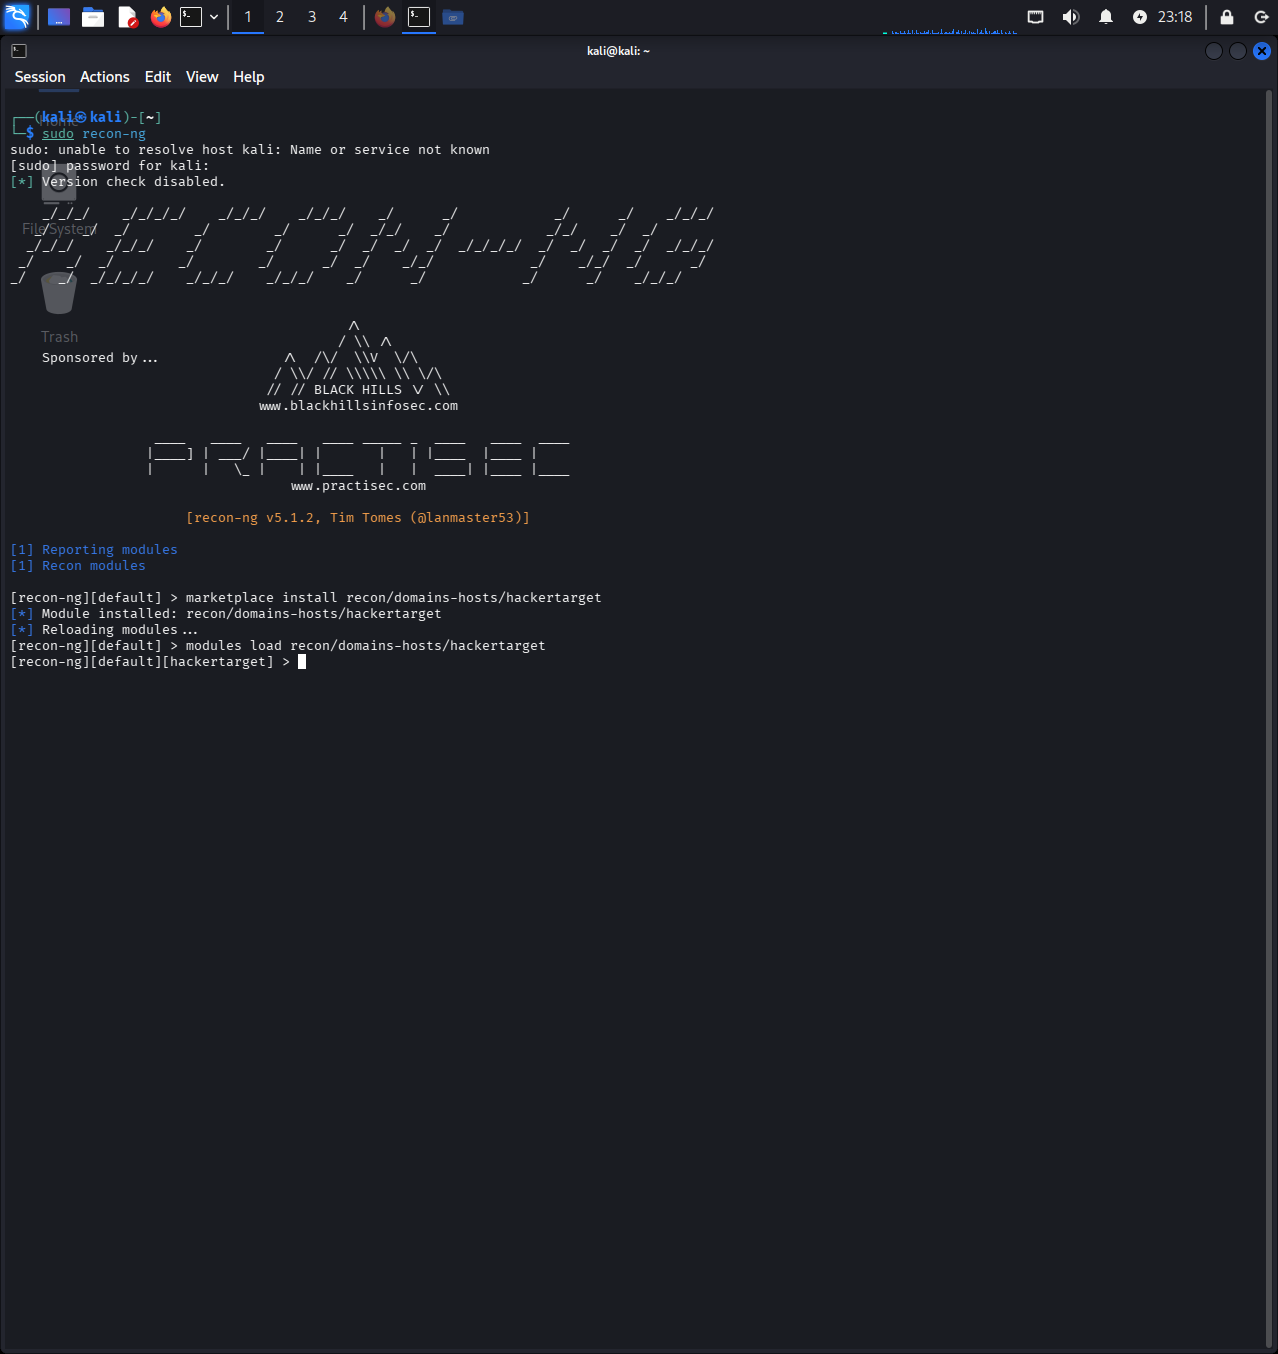 1 2 3 4 23:18
kali@kali: ~
Session Actions Edit View Help
┌──(kali㉿kali)-[~]
Home
└─$ sudo recon-ng
sudo: unable to resolve host kali: Name or service not known
[sudo] password for kali:
[*] Version check disabled.
RECON-NG
File System
Trash
Sponsored by ...
BLACK HILLS
www.blackhillsinfosec.com
PRACTISEC
www.practisec.com
[recon-ng v5.1.2, Tim Tomes (@lanmaster53)]
[1] Reporting modules
[1] Recon modules
[recon-ng][default] > marketplace install recon/domains-hosts/hackertarget
[*] Module installed: recon/domains-hosts/hackertarget
[*] Reloading modules...
[recon-ng][default] > modules load recon/domains-hosts/hackertarget
[recon-ng][default][hackertarget] >